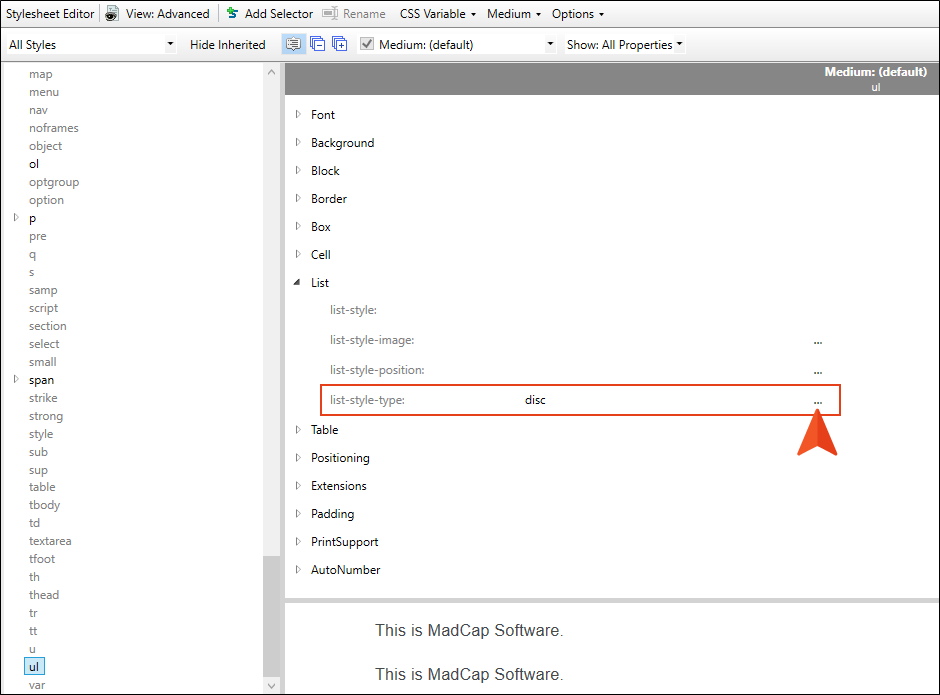 Stylesheet Editor View: Advanced Add Selector Rename CSS Variable Medium Options
All Styles Hide Inherited Medium: (default) Show: All Properties
Medium: (default)
ul
map
menu
nav
noframes
object
ol
optgroup
option
p
pre
q
s
samp
script
section
select
small
span
strike
strong
style
sub
sup
table
tbody
td
textarea
tfoot
th
thead
tr
tt
u
ul
var
Font
Background
Block
Border
Box
Cell
List
list-style:
list-style-image: ...
list-style-position: ...
list-style-type: disc ...
Table
Positioning
Extensions
Padding
PrintSupport
AutoNumber
This is MadCap Software.
This is MadCap Software.